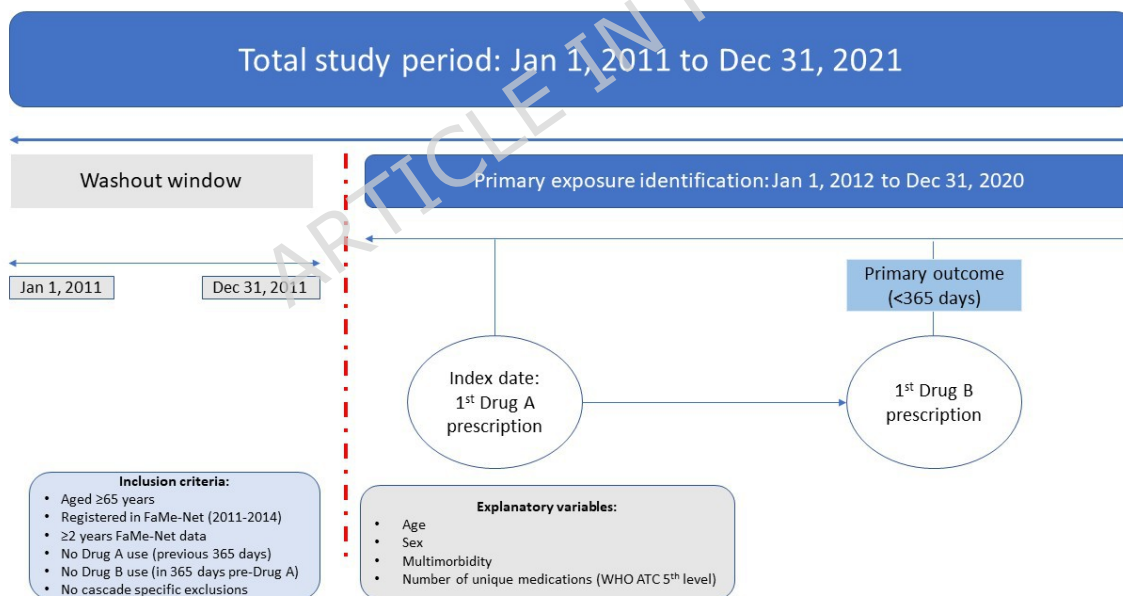 Total study period: Jan 1, 2011 to Dec 31, 2021
ARTICLE IN
Washout window
Primary exposure identification:Jan 1, 2012 to Dec 31, 2020
Jan 1, 2011
Dec 31, 2011
Primary outcome
(<365 days)
Index date:
1st Drug A
prescription
1st Drug B
prescription
Inclusion criteria:
• Aged ≥65 years
• Registered in FaMe-Net (2011-2014)
• ≥2 years FaMe-Net data
• No Drug A use (previous 365 days)
• No Drug B use (in 365 days pre-Drug A)
• No cascade specific exclusions
Explanatory variables:
• Age
• Sex
• Multimorbidity
• Number of unique medications (WHO ATC 5th level)